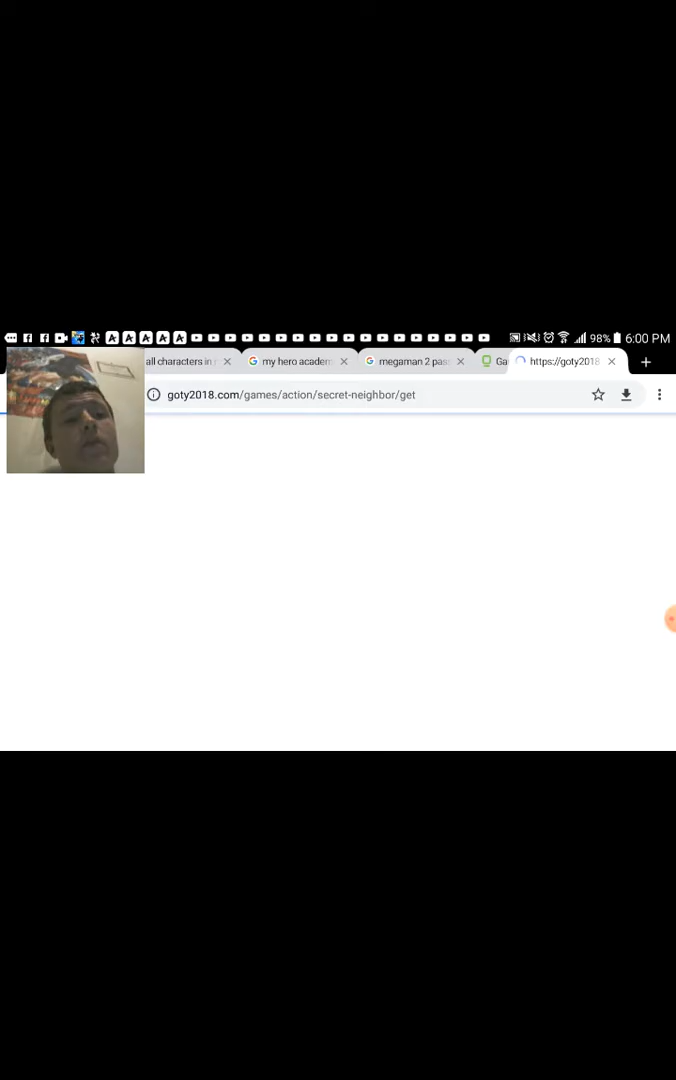 98% 6:00 PM
all characters in my hero academ megaman 2 pas Ga https://goty2018
goty2018.com/games/action/secret-neighbor/get